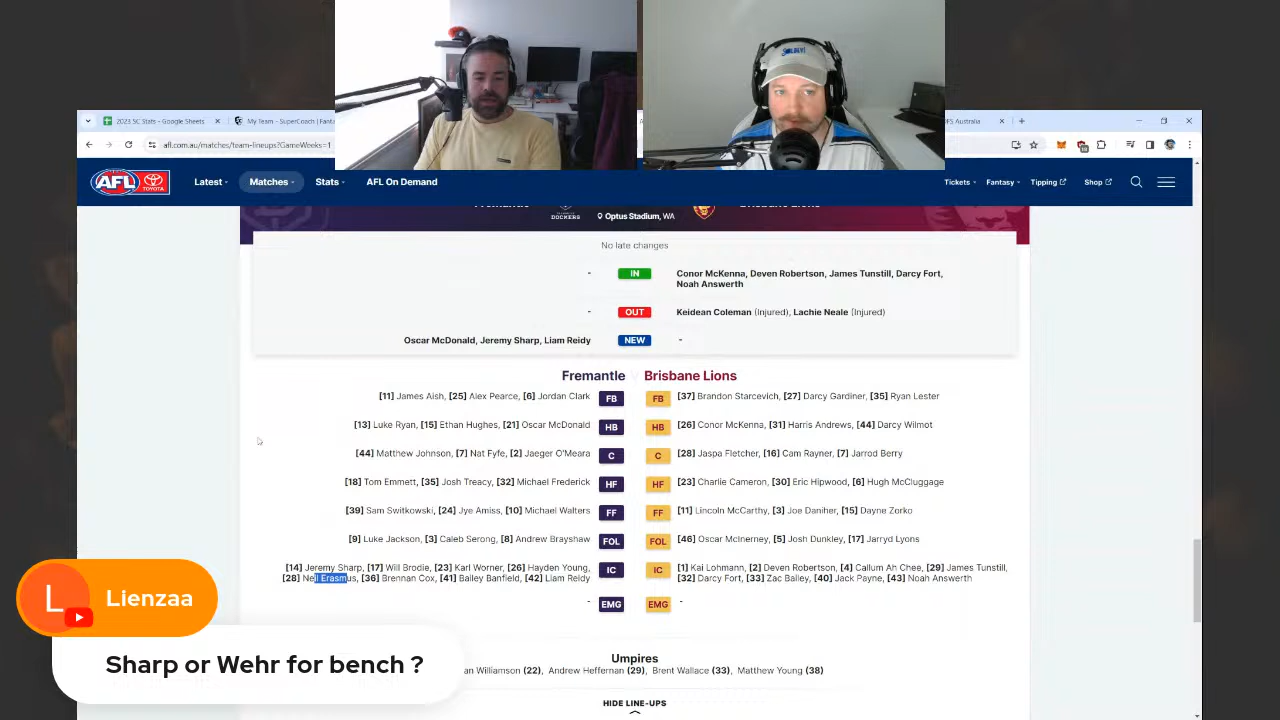 SOLDEY!
2023 SC Stats - Google Sheets
My Team - SuperCoach | Fanta
DFS Australia
afl.com.au/matches/team-lineups?GameWeeks=1
AFL
TOYOTA
Latest
Matches
Stats
AFL On Demand
Tickets
Fantasy
Tipping
Shop
Fremantle
DOCKERS
Optus Stadium, WA
Brisbane Lions
No late changes
- IN Conor McKenna, Deven Robertson, James Tunstill, Darcy Fort,
Noah Answerth
- OUT Keidean Coleman (Injured), Lachie Neale (Injured)
Oscar McDonald, Jeremy Sharp, Liam Reidy NEW -
Fremantle V Brisbane Lions
[11] James Aish, [25] Alex Pearce, [6] Jordan Clark FB FB [37] Brandon Starcevich, [27] Darcy Gardiner, [35] Ryan Lester
[13] Luke Ryan, [15] Ethan Hughes, [21] Oscar McDonald HB HB [26] Conor McKenna, [31] Harris Andrews, [44] Darcy Wilmot
[44] Matthew Johnson, [7] Nat Fyfe, [2] Jaeger O'Meara C C [28] Jaspa Fletcher, [16] Cam Rayner, [7] Jarrod Berry
[18] Tom Emmett, [35] Josh Treacy, [32] Michael Frederick HF HF [23] Charlie Cameron, [30] Eric Hipwood, [6] Hugh McCluggage
[39] Sam Switkowski, [24] Jye Amiss, [10] Michael Walters FF FF [11] Lincoln McCarthy, [3] Joe Daniher, [15] Dayne Zorko
[9] Luke Jackson, [3] Caleb Serong, [8] Andrew Brayshaw FOL FOL [46] Oscar McInerney, [5] Josh Dunkley, [17] Jarryd Lyons
[14] Jeremy Sharp, [17] Will Brodie, [23] Karl Worner, [26] Hayden Young, IC IC [1] Kai Lohmann, [2] Deven Robertson, [4] Callum Ah Chee, [29] James Tunstill,
[28] Neil Erasmus, [36] Brennan Cox, [41] Bailey Banfield, [42] Liam Reidy [32] Darcy Fort, [33] Zac Bailey, [40] Jack Payne, [43] Noah Answerth
- EMG EMG -
Umpires
an Williamson (22), Andrew Heffernan (29), Brent Wallace (33), Matthew Young (38)
HIDE LINE-UPS
L
Lienzaa
Sharp or Wehr for bench ?